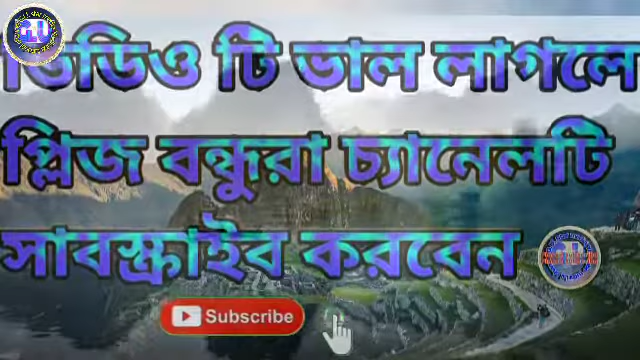 ভিডিও টি ভাল লাগলে
প্লিজ বন্ধুরা চ্যানেলটি
সাবস্ক্রাইব করবেন
Subscribe